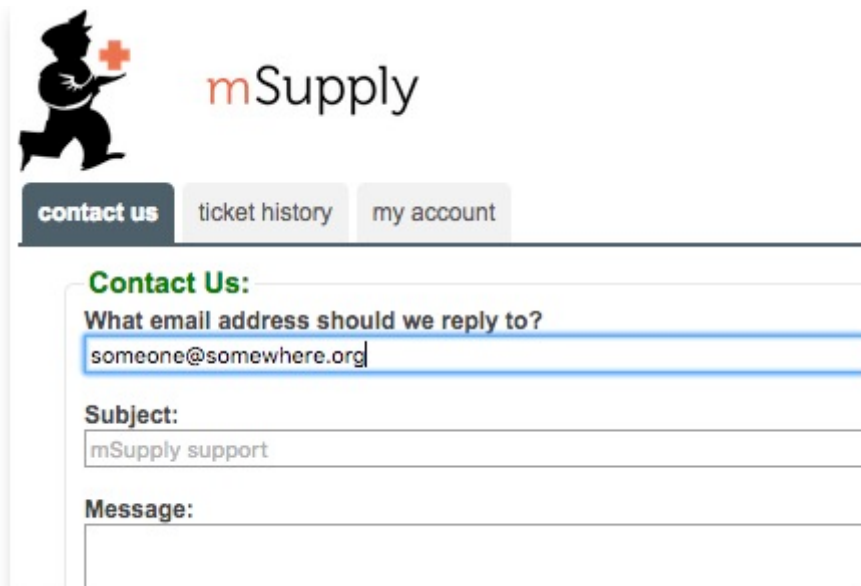 mSupply
contact us ticket history my account
Contact Us:
What email address should we reply to?
someone@somewhere.org
Subject:
mSupply support
Message: